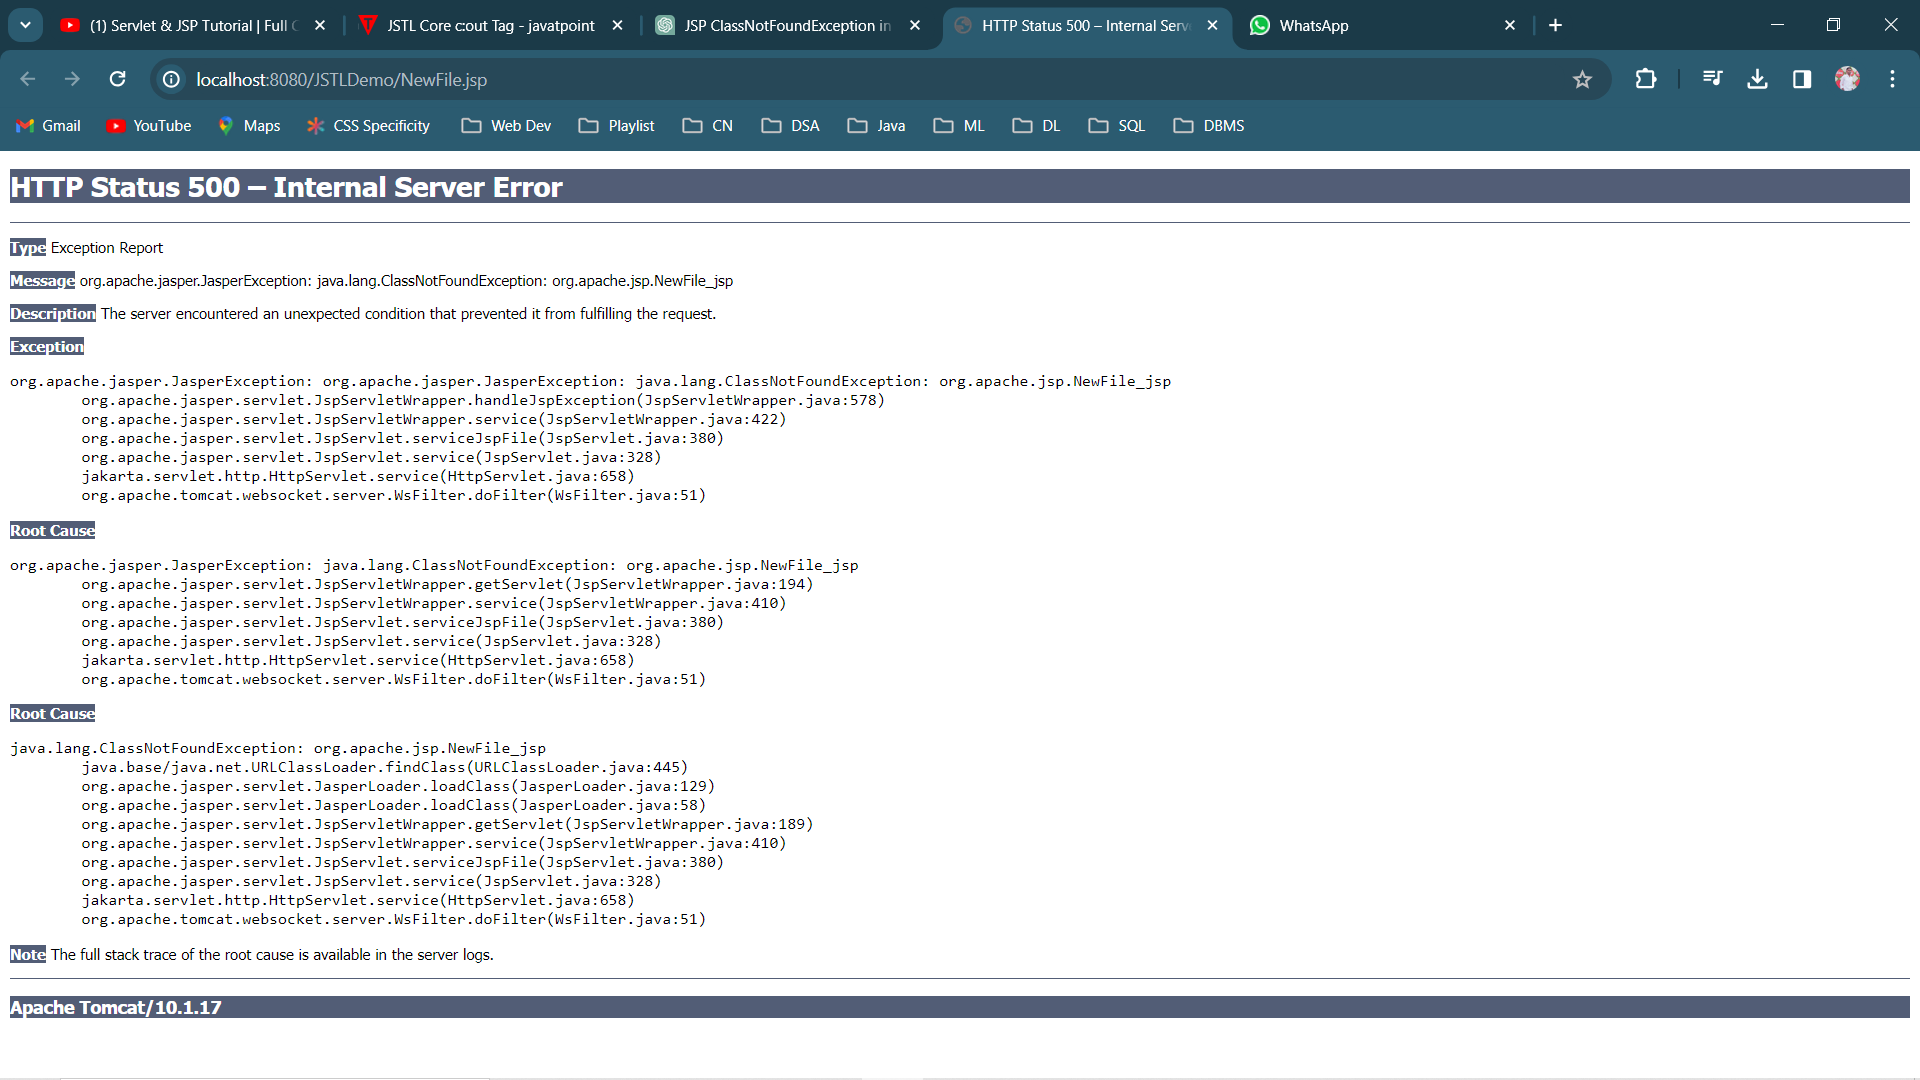 (1) Servlet & JSP Tutorial | Full C
JSTL Core c:out Tag - javatpoint
JSP ClassNotFoundException in
HTTP Status 500 – Internal Serve
WhatsApp
localhost:8080/JSTLDemo/NewFile.jsp
Gmail
YouTube
Maps
CSS Specificity
Web Dev
Playlist
CN
DSA
Java
ML
DL
SQL
DBMS
HTTP Status 500 – Internal Server Error
Type Exception Report
Message org.apache.jasper.JasperException: java.lang.ClassNotFoundException: org.apache.jsp.NewFile_jsp
Description The server encountered an unexpected condition that prevented it from fulfilling the request.
Exception
org.apache.jasper.JasperException: org.apache.jasper.JasperException: java.lang.ClassNotFoundException: org.apache.jsp.NewFile_jsp
org.apache.jasper.servlet.JspServletWrapper.handleJspException(JspServletWrapper.java:578)
org.apache.jasper.servlet.JspServletWrapper.service(JspServletWrapper.java:422)
org.apache.jasper.servlet.JspServlet.serviceJspFile(JspServlet.java:380)
org.apache.jasper.servlet.JspServlet.service(JspServlet.java:328)
jakarta.servlet.http.HttpServlet.service(HttpServlet.java:658)
org.apache.tomcat.websocket.server.WsFilter.doFilter(WsFilter.java:51)
Root Cause
org.apache.jasper.JasperException: java.lang.ClassNotFoundException: org.apache.jsp.NewFile_jsp
org.apache.jasper.servlet.JspServletWrapper.getServlet(JspServletWrapper.java:194)
org.apache.jasper.servlet.JspServletWrapper.service(JspServletWrapper.java:410)
org.apache.jasper.servlet.JspServlet.serviceJspFile(JspServlet.java:380)
org.apache.jasper.servlet.JspServlet.service(JspServlet.java:328)
jakarta.servlet.http.HttpServlet.service(HttpServlet.java:658)
org.apache.tomcat.websocket.server.WsFilter.doFilter(WsFilter.java:51)
Root Cause
java.lang.ClassNotFoundException: org.apache.jsp.NewFile_jsp
java.base/java.net.URLClassLoader.findClass(URLClassLoader.java:445)
org.apache.jasper.servlet.JasperLoader.loadClass(JasperLoader.java:129)
org.apache.jasper.servlet.JasperLoader.loadClass(JasperLoader.java:58)
org.apache.jasper.servlet.JspServletWrapper.getServlet(JspServletWrapper.java:189)
org.apache.jasper.servlet.JspServletWrapper.service(JspServletWrapper.java:410)
org.apache.jasper.servlet.JspServlet.serviceJspFile(JspServlet.java:380)
org.apache.jasper.servlet.JspServlet.service(JspServlet.java:328)
jakarta.servlet.http.HttpServlet.service(HttpServlet.java:658)
org.apache.tomcat.websocket.server.WsFilter.doFilter(WsFilter.java:51)
Note The full stack trace of the root cause is available in the server logs.
Apache Tomcat/10.1.17